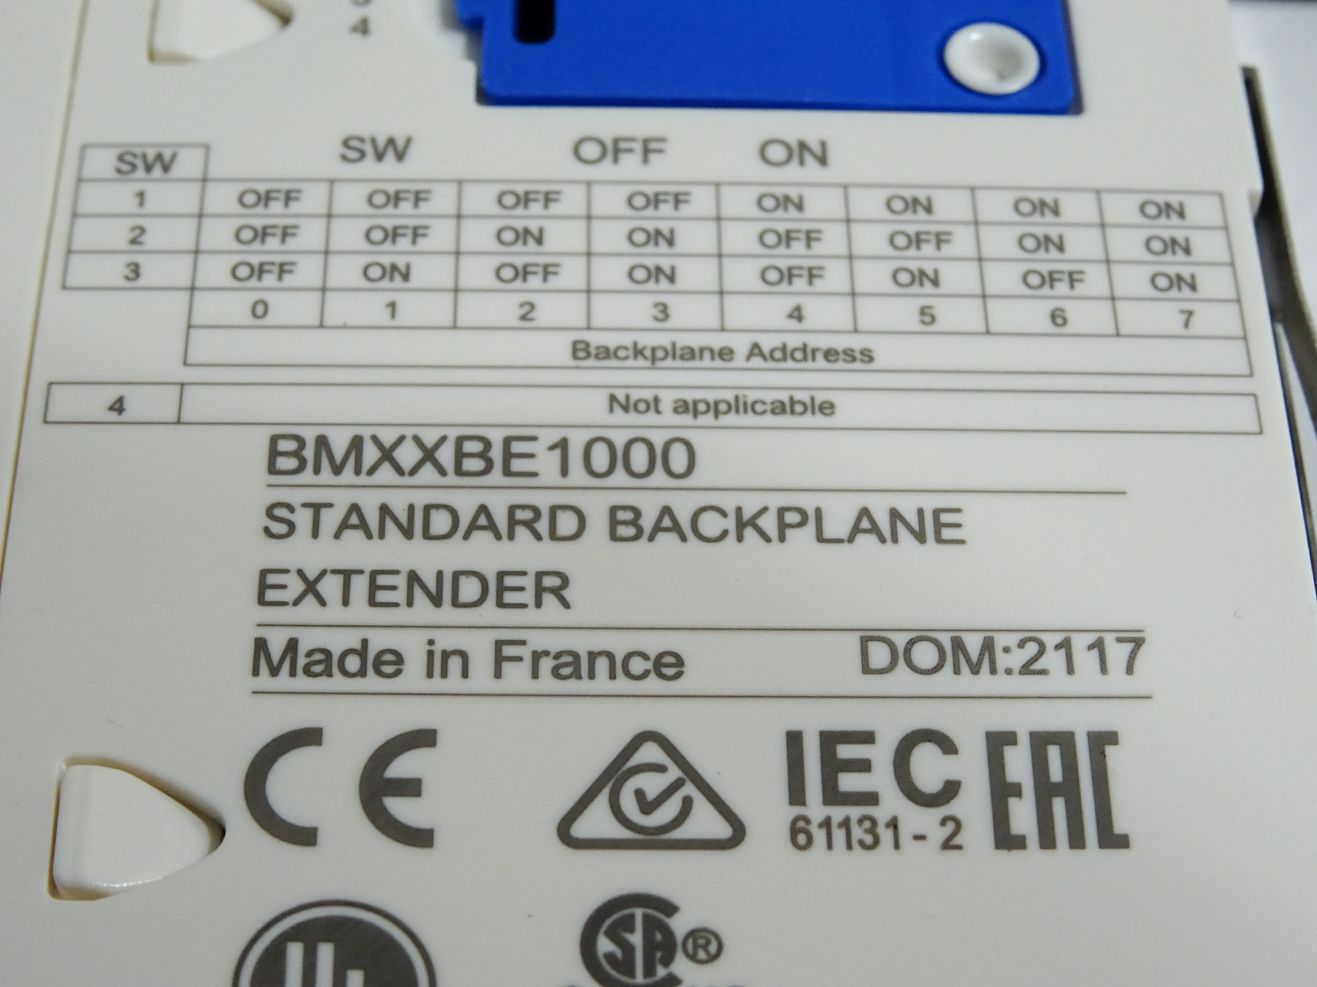 4
SW OFF ON
SW
1 OFF OFF OFF OFF ON ON ON ON
2 OFF OFF ON ON OFF OFF ON ON
3 OFF ON OFF ON OFF ON OFF ON
0 1 2 3 4 5 6 7
Backplane Address
4 Not applicable
BMXXBE1000
STANDARD BACKPLANE
EXTENDER
Made in France DOM:2117
CE IEC EAC
61131-2
UL SA®